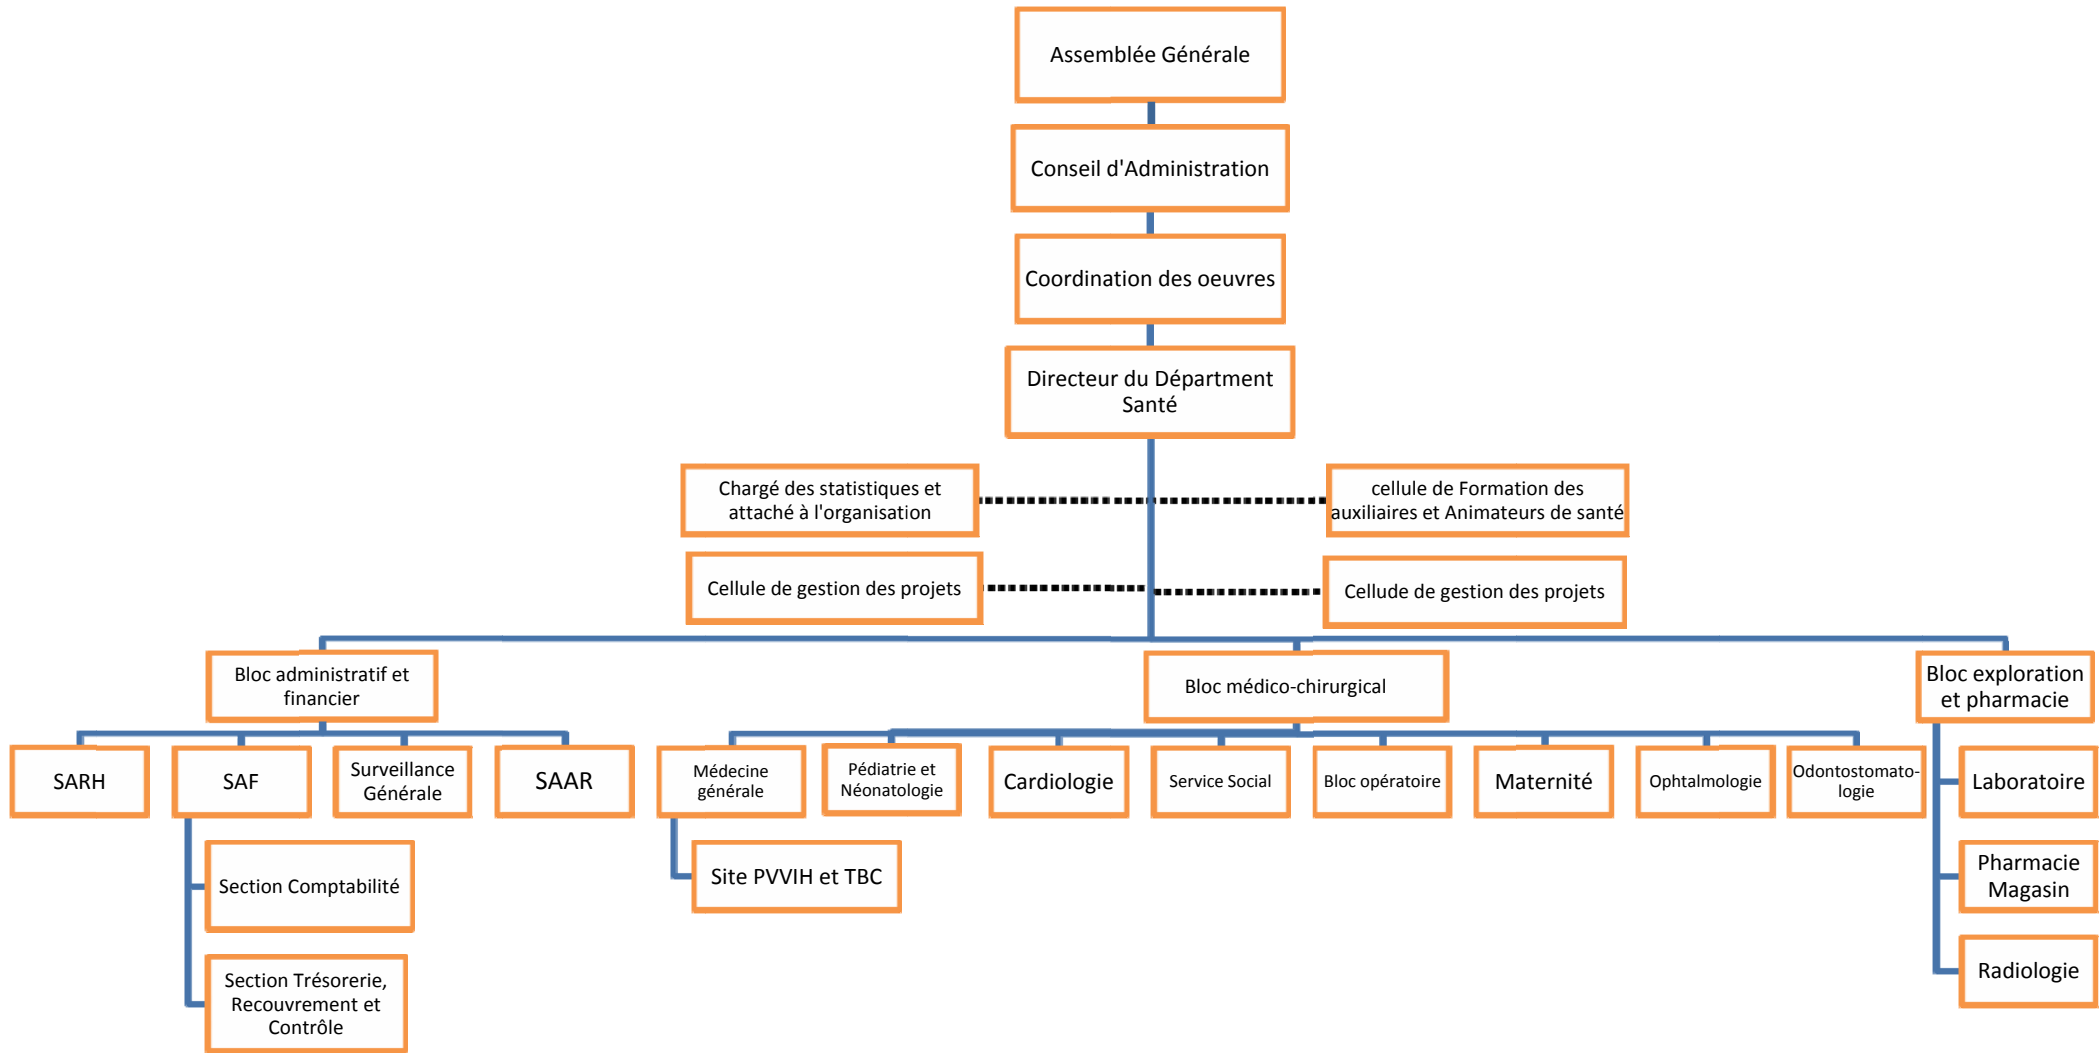 Assemblée Générale
Conseil d'Administration
Coordination des oeuvres
Directeur du Départment
Santé
Chargé des statistiques et
attaché à l'organisation
cellule de Formation des
auxiliaires et Animateurs de santé
Cellule de gestion des projets
Cellude de gestion des projets
Bloc administratif et
financier
Bloc médico-chirurgical
Bloc exploration
et pharmacie
SARH
SAF
Surveillance
Générale
SAAR
Médecine
générale
Pédiatrie et
Néonatologie
Cardiologie
Service Social
Bloc opératoire
Maternité
Ophtalmologie
Odontostomato-
logie
Laboratoire
Section Comptabilité
Site PVVIH et TBC
Pharmacie
Magasin
Section Trésorerie,
Recouvrement et
Contrôle
Radiologie